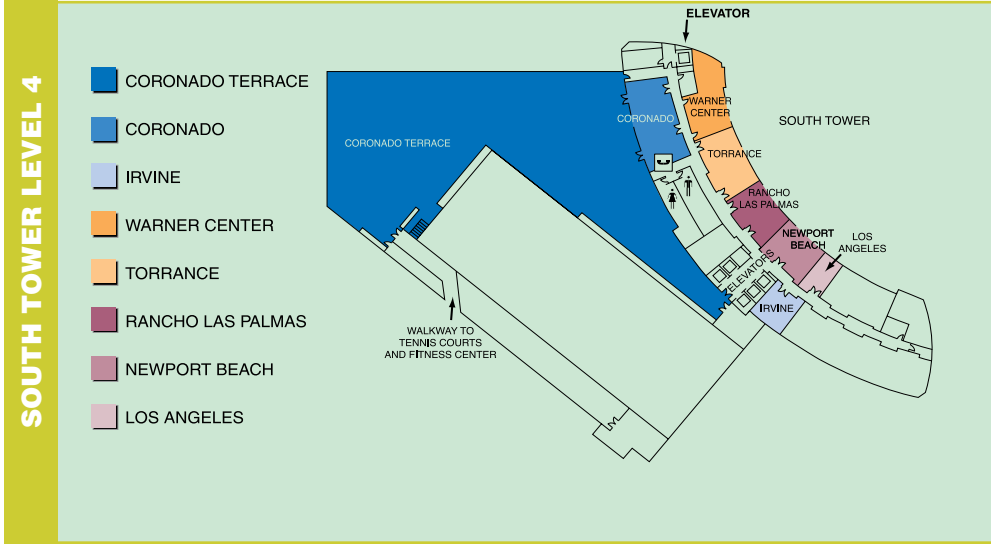 SOUTH TOWER LEVEL 4
CORONADO TERRACE
CORONADO
IRVINE
WARNER CENTER
TORRANCE
RANCHO LAS PALMAS
NEWPORT BEACH
LOS ANGELES
ELEVATOR
WARNER
CENTER
CORONADO
SOUTH TOWER
CORONADO TERRACE
TORRANCE
RANCHO
LAS PALMAS
NEWPORT
BEACH
LOS
ANGELES
ELEVATORS
IRVINE
WALKWAY TO
TENNIS COURTS
AND FITNESS CENTER